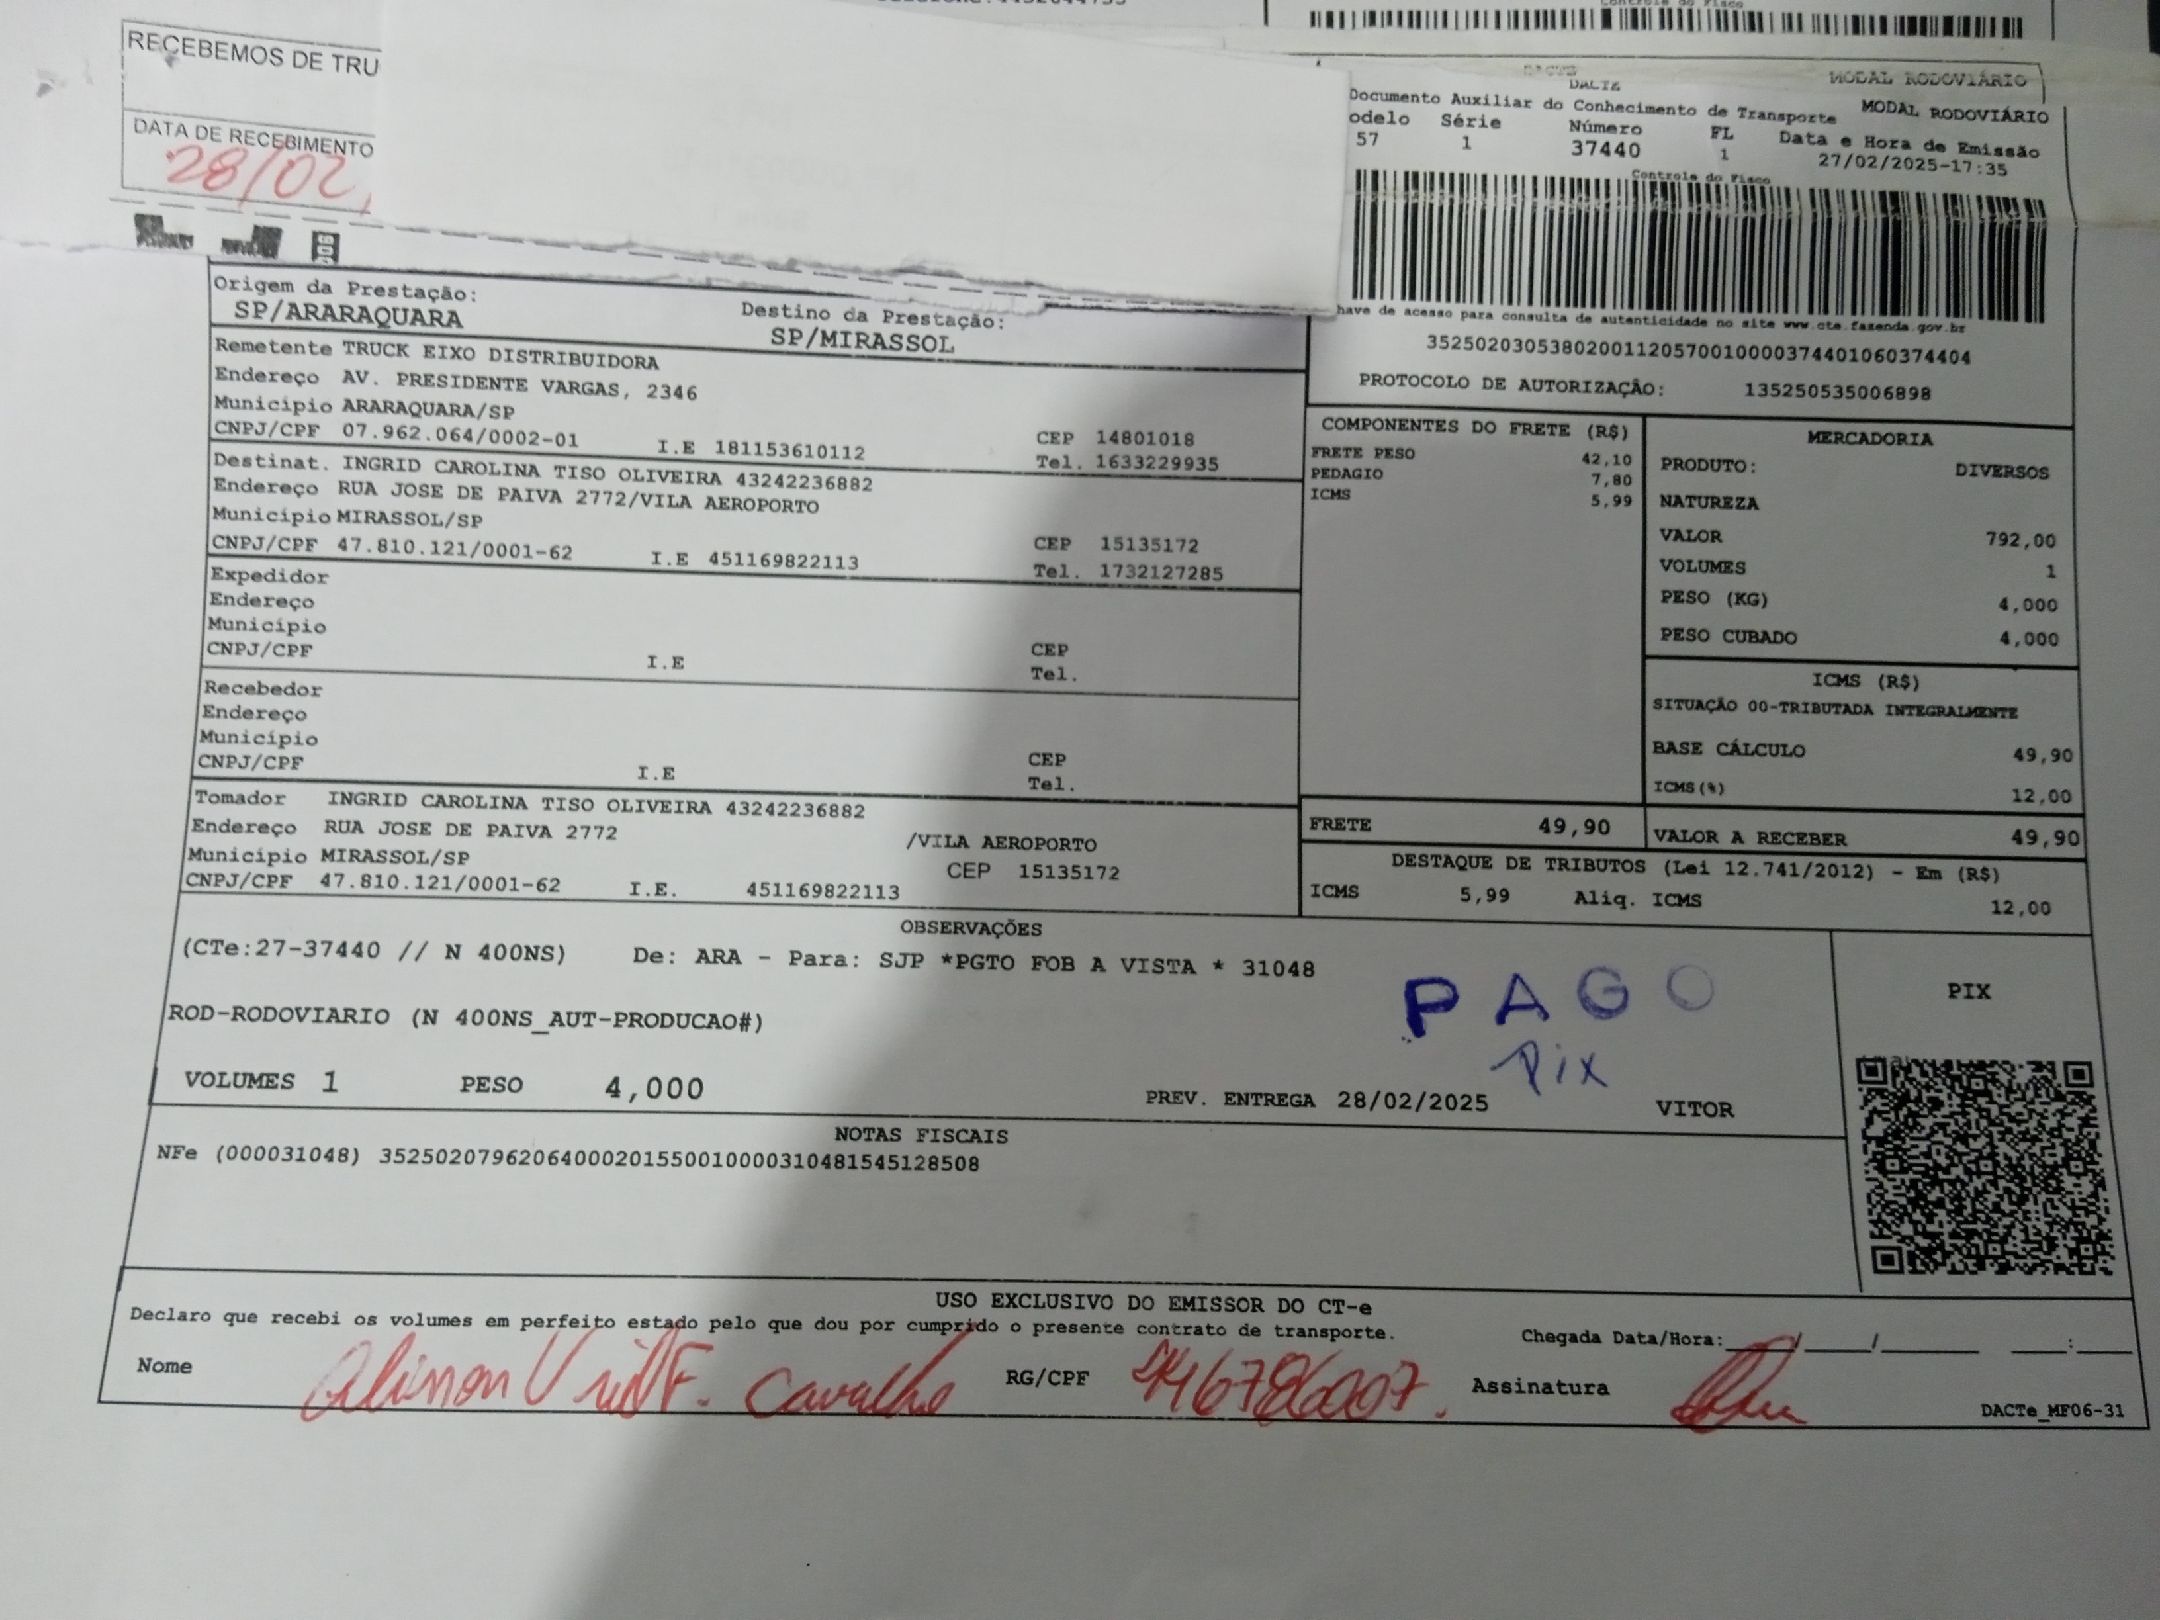 RECEBEMOS DE TRU
DATA DE RECEBIMENTO
28/02
Controle do Fisco
MODAL RODOVIÁRIO
DACTE
Documento Auxiliar do Conhecimento de Transporte MODAL RODOVIÁRIO
odelo Série Número FL Data e Hora de Emissão
57 1 37440 1 27/02/2025-17:35
Controle do Fisco
have de acesso para consulta de autenticidade no site www.cte.fazenda.gov.br
35250203053802001120570010000374401060374404
PROTOCOLO DE AUTORIZAÇÃO: 135250535006898
Origem da Prestação: Destino da Prestação:
SP/ARARAQUARA SP/MIRASSOL
Remetente TRUCK EIXO DISTRIBUIDORA
Endereço AV. PRESIDENTE VARGAS, 2346
Município ARARAQUARA/SP CEP 14801018
CNPJ/CPF 07.962.064/0002-01 I.E 181153610112 Tel. 1633229935
Destinat. INGRID CAROLINA TISO OLIVEIRA 43242236882
Endereço RUA JOSE DE PAIVA 2772/VILA AEROPORTO
Município MIRASSOL/SP CEP 15135172
CNPJ/CPF 47.810.121/0001-62 I.E 451169822113 Tel. 1732127285
Expedidor
Endereço
Município CEP
CNPJ/CPF I.E Tel.
Recebedor
Endereço
Município CEP
CNPJ/CPF I.E Tel.
Tomador INGRID CAROLINA TISO OLIVEIRA 43242236882
Endereço RUA JOSE DE PAIVA 2772 /VILA AEROPORTO
Município MIRASSOL/SP CEP 15135172
CNPJ/CPF 47.810.121/0001-62 I.E. 451169822113
COMPONENTES DO FRETE (R$)
FRETE PESO 42,10
PEDAGIO 7,80
ICMS 5,99
MERCADORIA
PRODUTO: DIVERSOS
NATUREZA
VALOR 792,00
VOLUMES 1
PESO (KG) 4,000
PESO CUBADO 4,000
ICMS (R$)
SITUAÇÃO 00-TRIBUTADA INTEGRALMENTE
BASE CÁLCULO 49,90
ICMS(%) 12,00
FRETE 49,90 VALOR A RECEBER 49,90
DESTAQUE DE TRIBUTOS (Lei 12.741/2012) - Em (R$)
ICMS 5,99 Aliq. ICMS 12,00
OBSERVAÇÕES
(CTe:27-37440 // N 400NS) De: ARA - Para: SJP *PGTO FOB A VISTA * 31048
PAGO
Pix
PIX
ROD-RODOVIARIO (N 400NS_AUT-PRODUCAO#)
VOLUMES 1 PESO 4,000 PREV. ENTREGA 28/02/2025 VITOR
NOTAS FISCAIS
NFe (000031048) 35250207962064000201550010000310481545128508
USO EXCLUSIVO DO EMISSOR DO CT-e
Declaro que recebi os volumes em perfeito estado pelo que dou por cumprido o presente contrato de transporte. Chegada Data/Hora:____/____/____ ___:___
Nome F. Carvalho RG/CPF Assinatura
DACTe_MF06-31